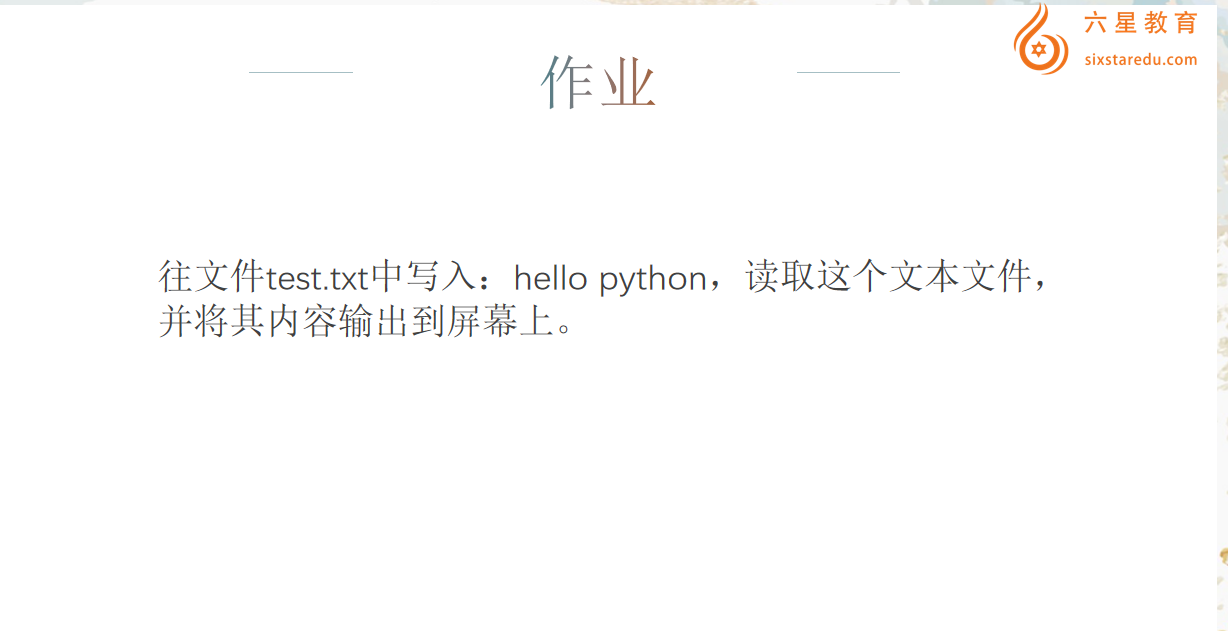 六星教育
sixstaredu.com
作业
往文件test.txt中写入：hello python，读取这个文本文件，
并将其内容输出到屏幕上。